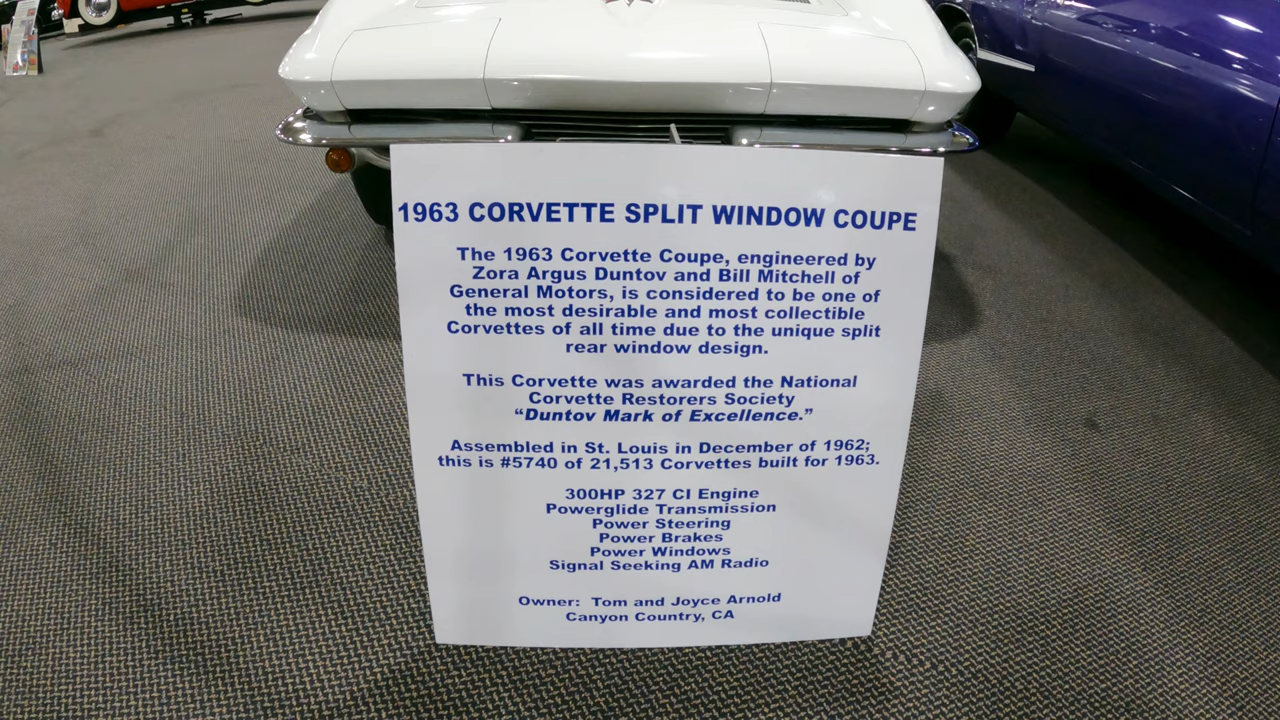 1963 CORVETTE SPLIT WINDOW COUPE
The 1963 Corvette Coupe, engineered by
Zora Argus Duntov and Bill Mitchell of
General Motors, is considered to be one of
the most desirable and most collectible
Corvettes of all time due to the unique split
rear window design.
This Corvette was awarded the National
Corvette Restorers Society
“Duntov Mark of Excellence.”
Assembled in St. Louis in December of 1962;
this is #5740 of 21,513 Corvettes built for 1963.
300HP 327 CI Engine
Powerglide Transmission
Power Steering
Power Brakes
Power Windows
Signal Seeking AM Radio
Owner: Tom and Joyce Arnold
Canyon Country, CA